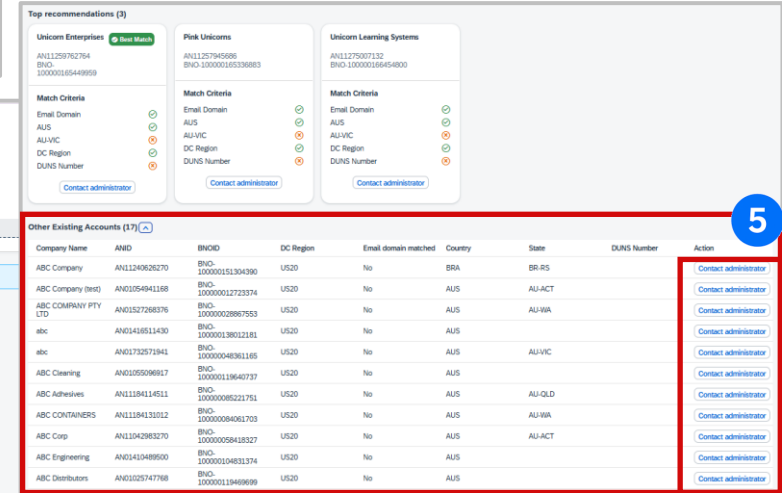 Top recommendations (3)
Unicorn Enterprises Best Match
AN11259762764
BNO-
100000165449959
Match Criteria
Email Domain
AUS
AU-VIC
DC Region
DUNS Number
Contact administrator
Pink Unicorns
AN11257945686
BNO-100000165336883
Match Criteria
Email Domain
AUS
AU-VIC
DC Region
DUNS Number
Contact administrator
Unicorn Learning Systems
AN11275007132
BNO-100000166454800
Match Criteria
Email Domain
AUS
AU-VIC
DC Region
DUNS Number
Contact administrator
5
Other Existing Accounts (17)
Company Name ANID BNOID DC Region Email domain matched Country State DUNS Number Action
ABC Company AN11240626270 BNO-100000151304390 US20 No BRA BR-RS Contact administrator
ABC Company (test) AN01054941168 BNO-100000012723374 US20 No AUS AU-ACT Contact administrator
ABC COMPANY PTY LTD AN01527268376 BNO-100000028867553 US20 No AUS AU-WA Contact administrator
abc AN01416511430 BNO-100000138012181 US20 No AUS Contact administrator
abc AN01732571941 BNO-100000048361165 US20 No AUS AU-VIC Contact administrator
ABC Cleaning AN01055096917 BNO-100000119640737 US20 No AUS Contact administrator
ABC Adhesives AN11184114511 BNO-100000085221751 US20 No AUS AU-QLD Contact administrator
ABC CONTAINERS AN11184131012 BNO-100000084061703 US20 No AUS AU-WA Contact administrator
ABC Corp AN11042983270 BNO-100000058418327 US20 No AUS AU-ACT Contact administrator
ABC Engineering AN01410489500 BNO-100000104831374 US20 No AUS Contact administrator
ABC Distributors AN01025747768 BNO-100000119469699 US20 No AUS Contact administrator